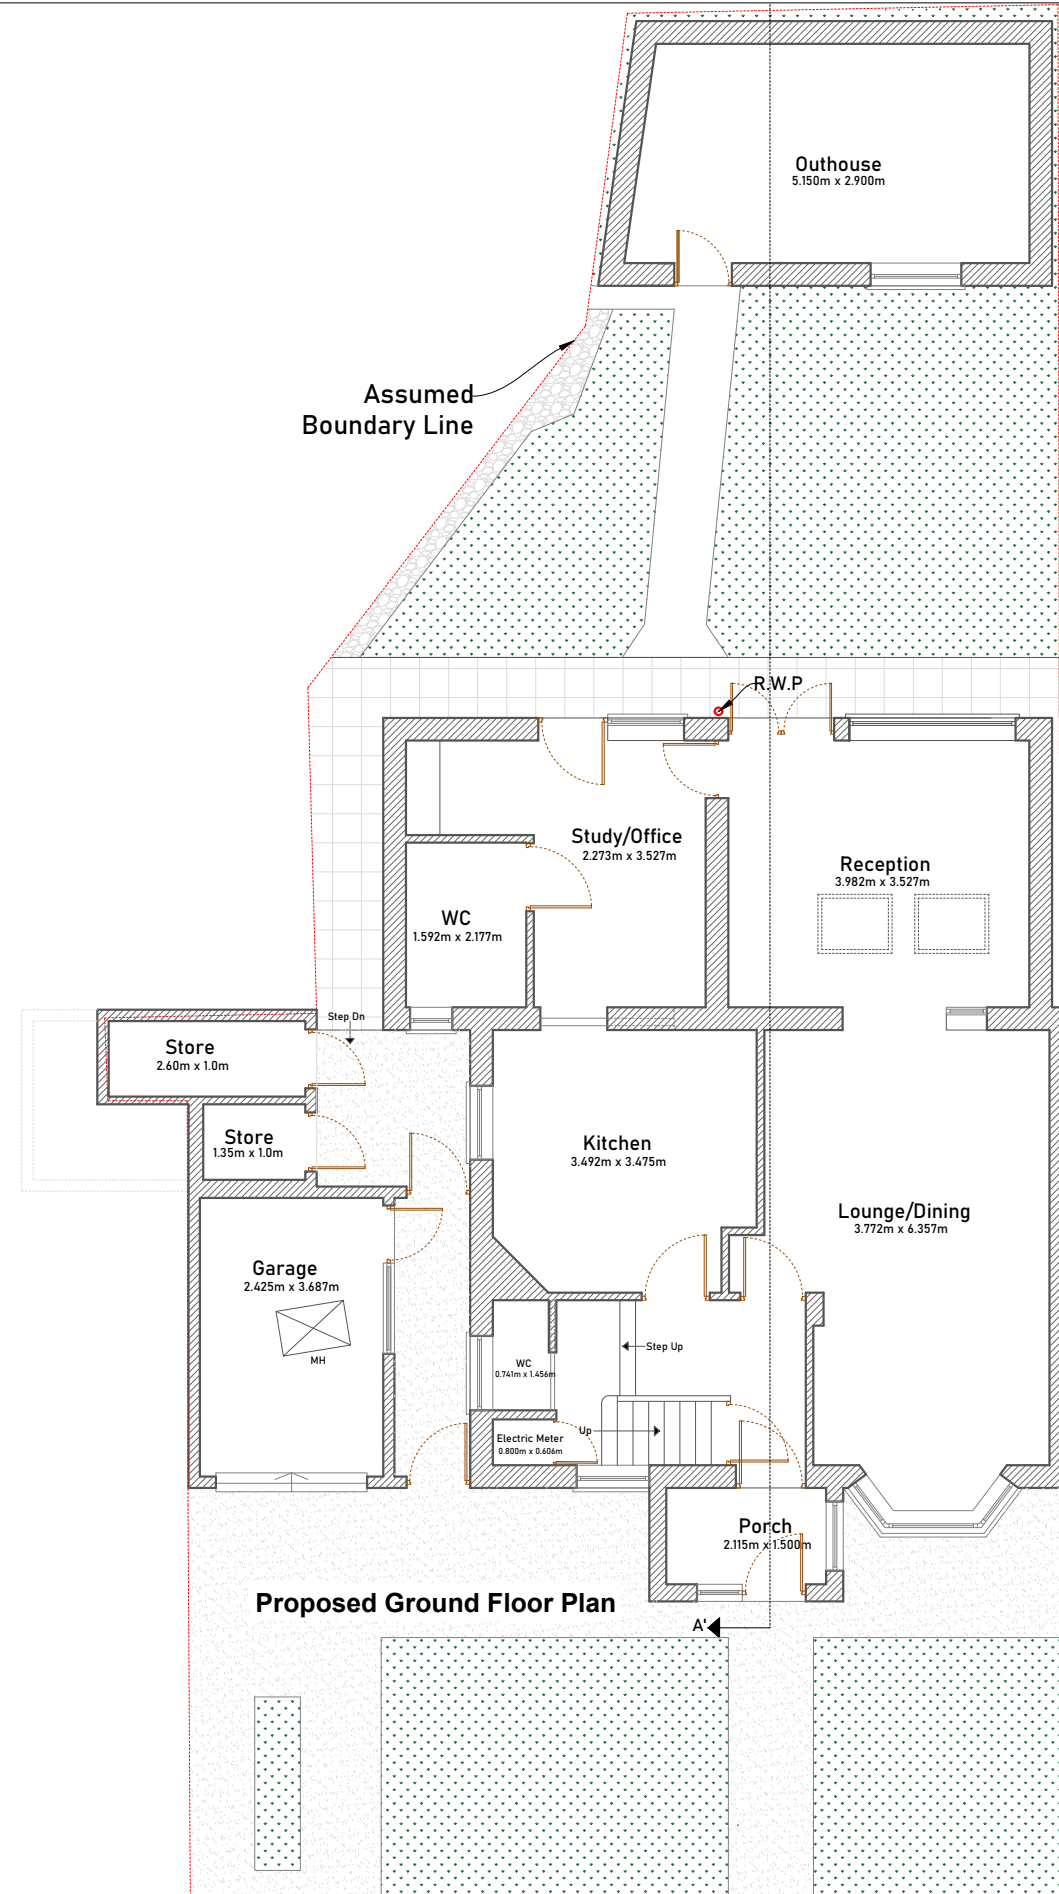 Outhouse
5.150m x 2.900m
Assumed
Boundary Line
R.W.P
Study/Office
2.273m x 3.527m
Reception
3.982m x 3.527m
WC
1.592m x 2.177m
Step Dn
Store
2.60m x 1.0m
Store
1.35m x 1.0m
Kitchen
3.492m x 3.475m
Lounge/Dining
3.772m x 6.357m
Garage
2.425m x 3.687m
MH
Step Up
WC
0.741m x 1.456m
Up
Electric Meter
0.800m x 0.606m
Porch
2.115m x 1.500m
Proposed Ground Floor Plan
A'